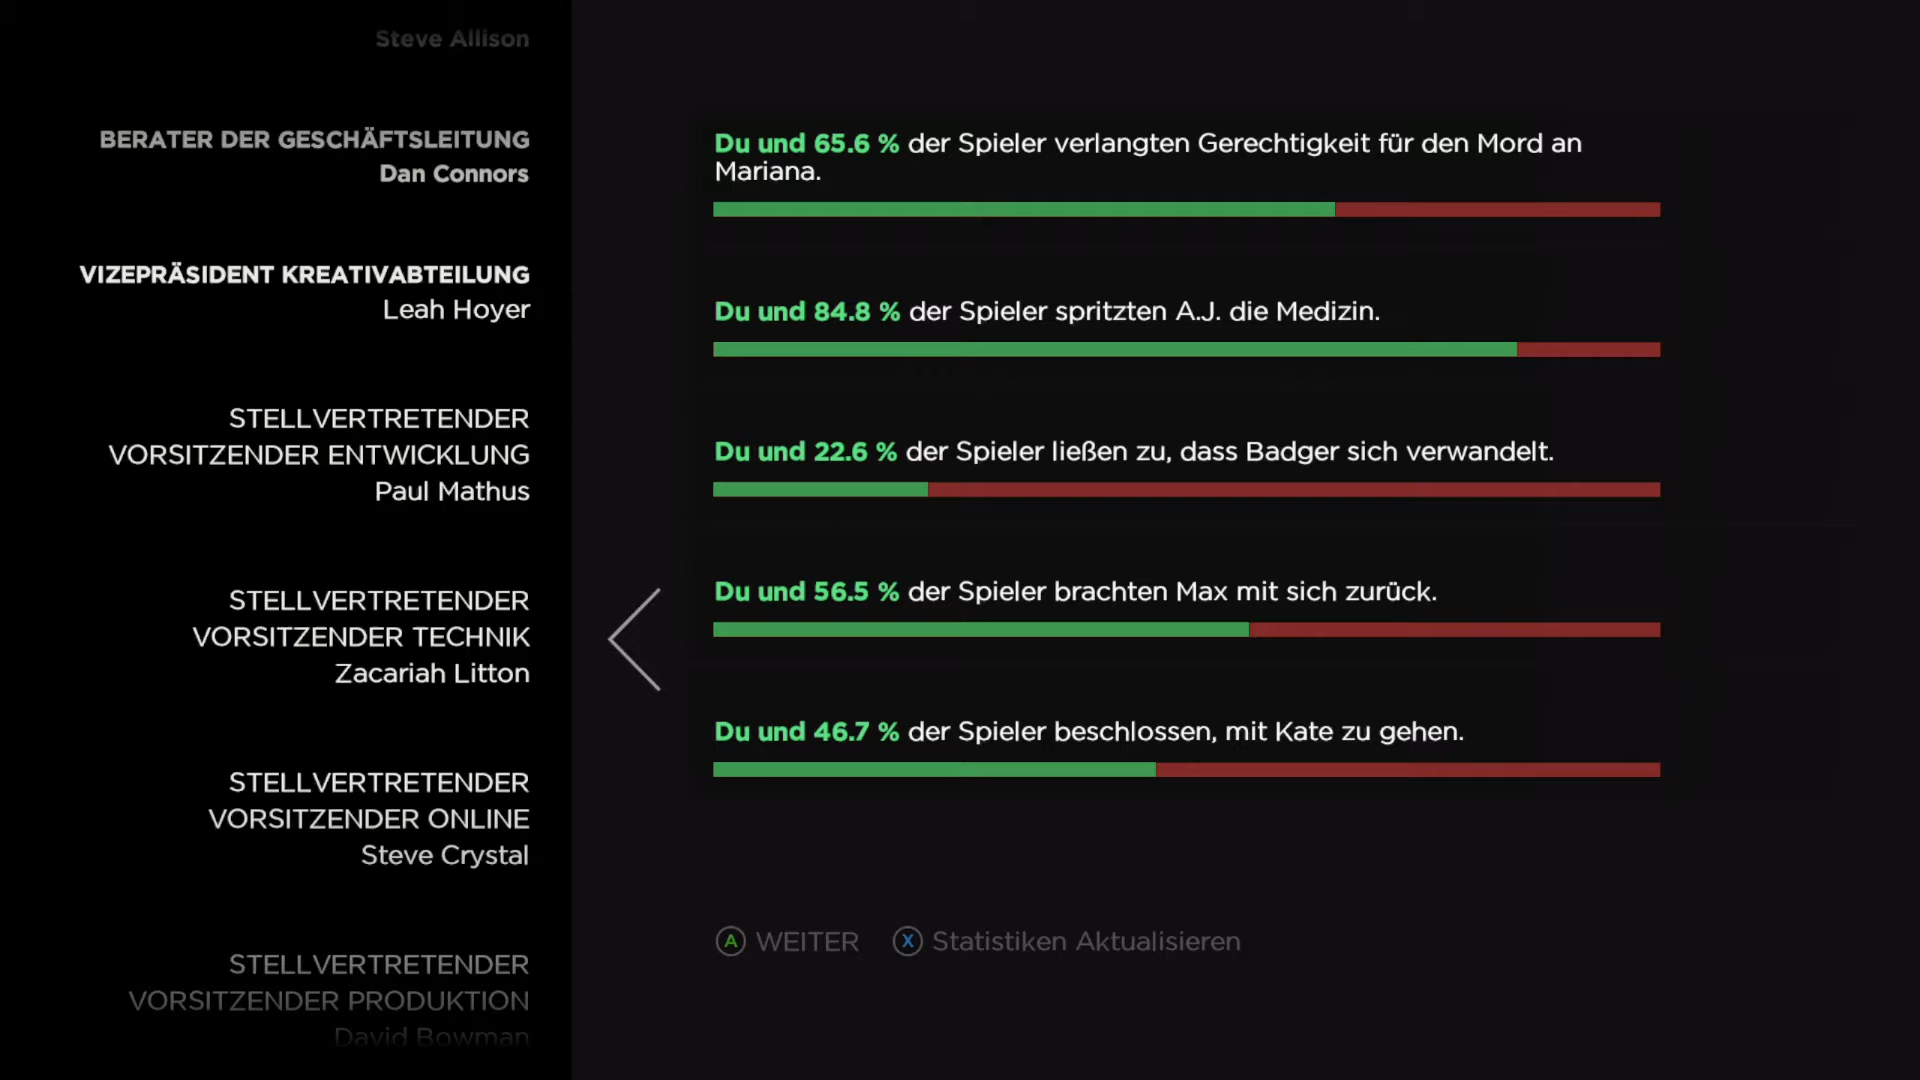 Steve Allison
BERATER DER GESCHÄFTSLEITUNG
Dan Connors
VIZEPRÄSIDENT KREATIVABTEILUNG
Leah Hoyer
STELLVERTRETENDER
VORSITZENDER ENTWICKLUNG
Paul Mathus
STELLVERTRETENDER
VORSITZENDER TECHNIK
Zacariah Litton
STELLVERTRETENDER
VORSITZENDER ONLINE
Steve Crystal
STELLVERTRETENDER
VORSITZENDER PRODUKTION
David Bowman
Du und 65.6 % der Spieler verlangten Gerechtigkeit für den Mord an
Mariana.
Du und 84.8 % der Spieler spritzten A.J. die Medizin.
Du und 22.6 % der Spieler ließen zu, dass Badger sich verwandelt.
Du und 56.5 % der Spieler brachten Max mit sich zurück.
Du und 46.7 % der Spieler beschlossen, mit Kate zu gehen.
A WEITER X Statistiken Aktualisieren